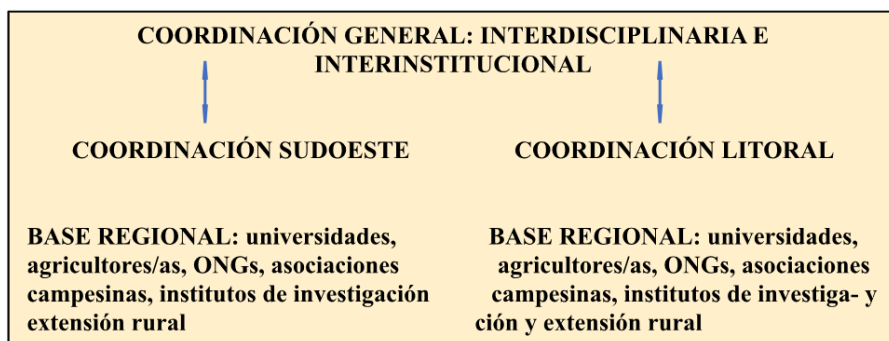 COORDINACIÓN GENERAL: INTERDISCIPLINARIA E
INTERINSTITUCIONAL
COORDINACIÓN SUDOESTE
COORDINACIÓN LITORAL
BASE REGIONAL: universidades,
agricultores/as, ONGs, asociaciones
campesinas, institutos de investigación
extensión rural
BASE REGIONAL: universidades,
agricultores/as, ONGs, asociaciones
campesinas, institutos de investiga- y
ción y extensión rural